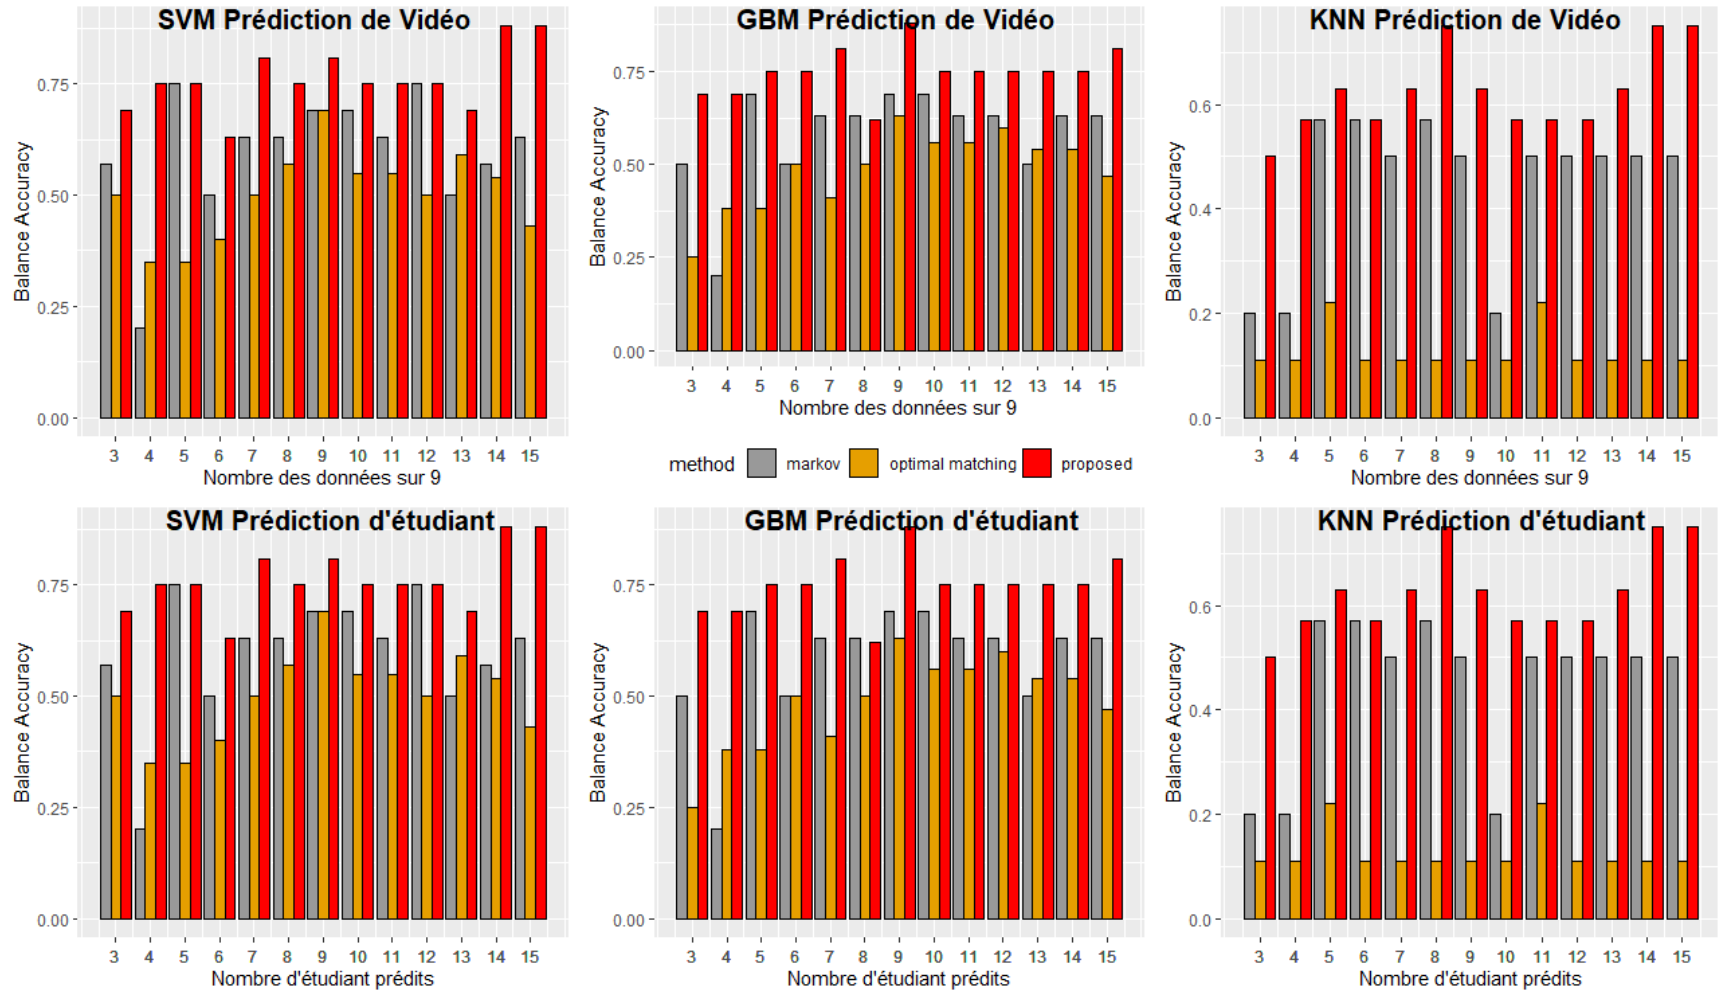 SVM Prédiction de Vidéo
Balance Accuracy
0.75
0.50
0.25
0.00
3 4 5 6 7 8 9 10 11 12 13 14 15
Nombre des données sur 9
GBM Prédiction de Vidéo
Balance Accuracy
0.75
0.50
0.25
0.00
3 4 5 6 7 8 9 10 11 12 13 14 15
Nombre des données sur 9
KNN Prédiction de Vidéo
Balance Accuracy
0.6
0.4
0.2
0.0
3 4 5 6 7 8 9 10 11 12 13 14 15
Nombre des données sur 9
method markov optimal matching proposed
SVM Prédiction d'étudiant
Balance Accuracy
0.75
0.50
0.25
0.00
3 4 5 6 7 8 9 10 11 12 13 14 15
Nombre d'étudiant prédits
GBM Prédiction d'étudiant
Balance Accuracy
0.75
0.50
0.25
0.00
3 4 5 6 7 8 9 10 11 12 13 14 15
Nombre d'étudiant prédits
KNN Prédiction d'étudiant
Balance Accuracy
0.6
0.4
0.2
0.0
3 4 5 6 7 8 9 10 11 12 13 14 15
Nombre d'étudiant prédits